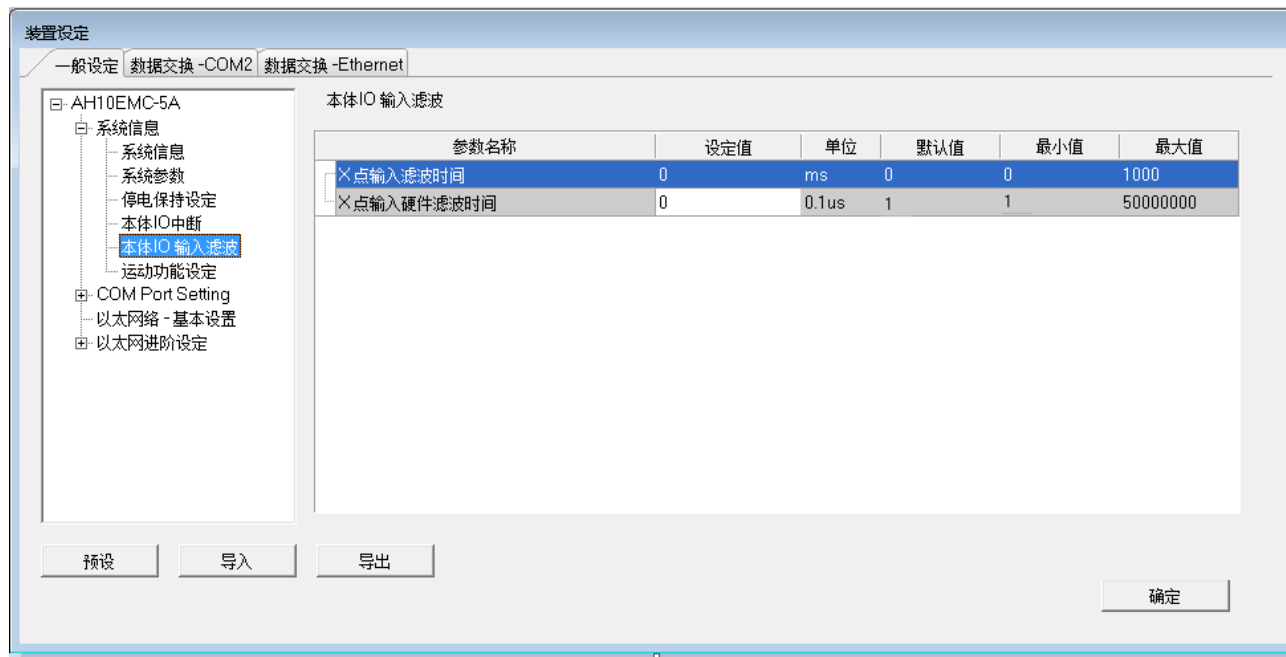 装置设定
一般设定 数据交换 -COM2 数据交换 -Ethernet
AH10EMC-5A
系统信息
系统信息
系统参数
停电保持设定
本体IO中断
本体IO 输入滤波
运动功能设定
COM Port Setting
以太网络 - 基本设置
以太网进阶设定
本体IO 输入滤波
参数名称 设定值 单位 默认值 最小值 最大值
X 点输入滤波时间 0 ms 0 0 1000
X 点输入硬件滤波时间 0 0.1us 1 1 50000000
预设 导入 导出
确定